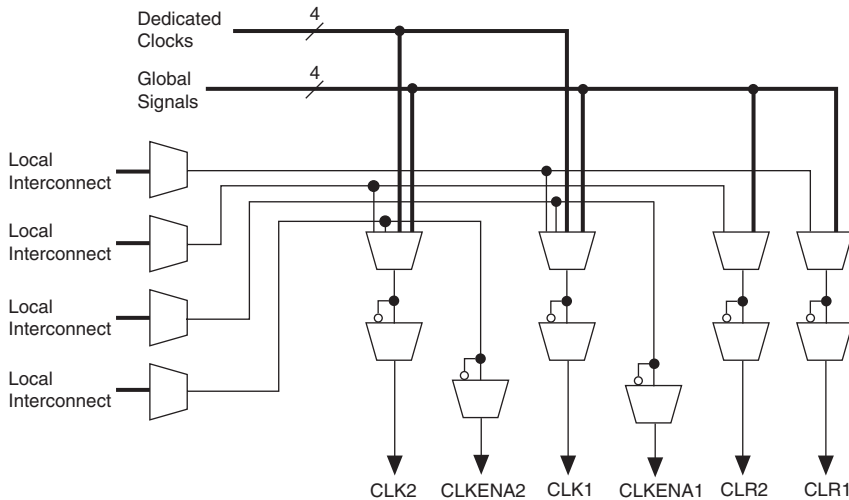 Dedicated
Clocks
4
Global
Signals
4
Local
Interconnect
Local
Interconnect
Local
Interconnect
Local
Interconnect
CLK2 CLKENA2 CLK1 CLKENA1 CLR2 CLR1